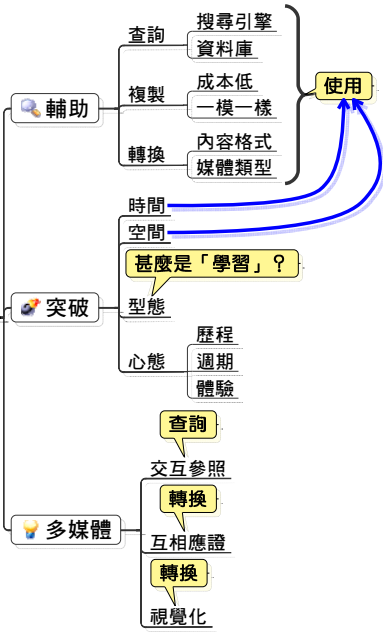 搜尋引擎
查詢
資料庫
成本低
使用
複製
輔助
一模一樣
內容格式
轉換
媒體類型
時間
空間
甚麼是「學習」？
突破
型態
歷程
心態
週期
體驗
查詢
交互參照
轉換
多媒體
互相應證
轉換
視覺化